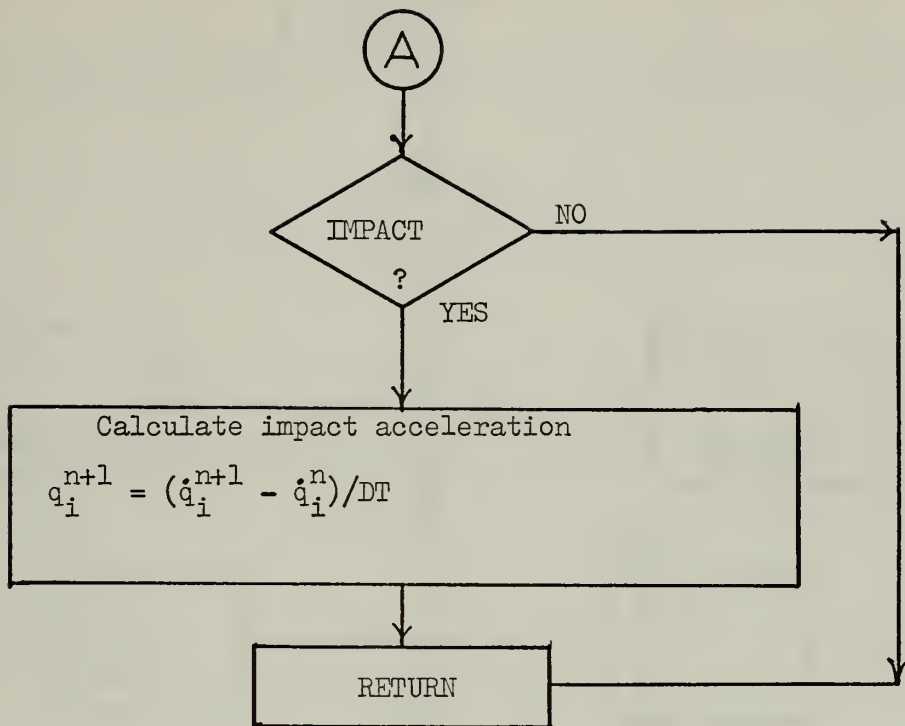 A
IMPACT
?
NO
YES
Calculate impact acceleration
q_i^{n+1} = (q̇_i^{n+1} - q̇_i^n)/DT
RETURN